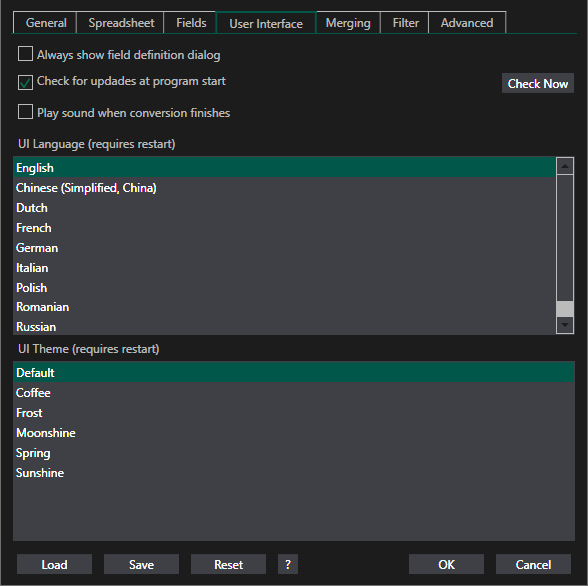 General Spreadsheet Fields User Interface Merging Filter Advanced
Always show field definition dialog
Check for updades at program start
Check Now
Play sound when conversion finishes
UI Language (requires restart)
English
Chinese (Simplified, China)
Dutch
French
German
Italian
Polish
Romanian
Russian
UI Theme (requires restart)
Default
Coffee
Frost
Moonshine
Spring
Sunshine
Load Save Reset ? OK Cancel